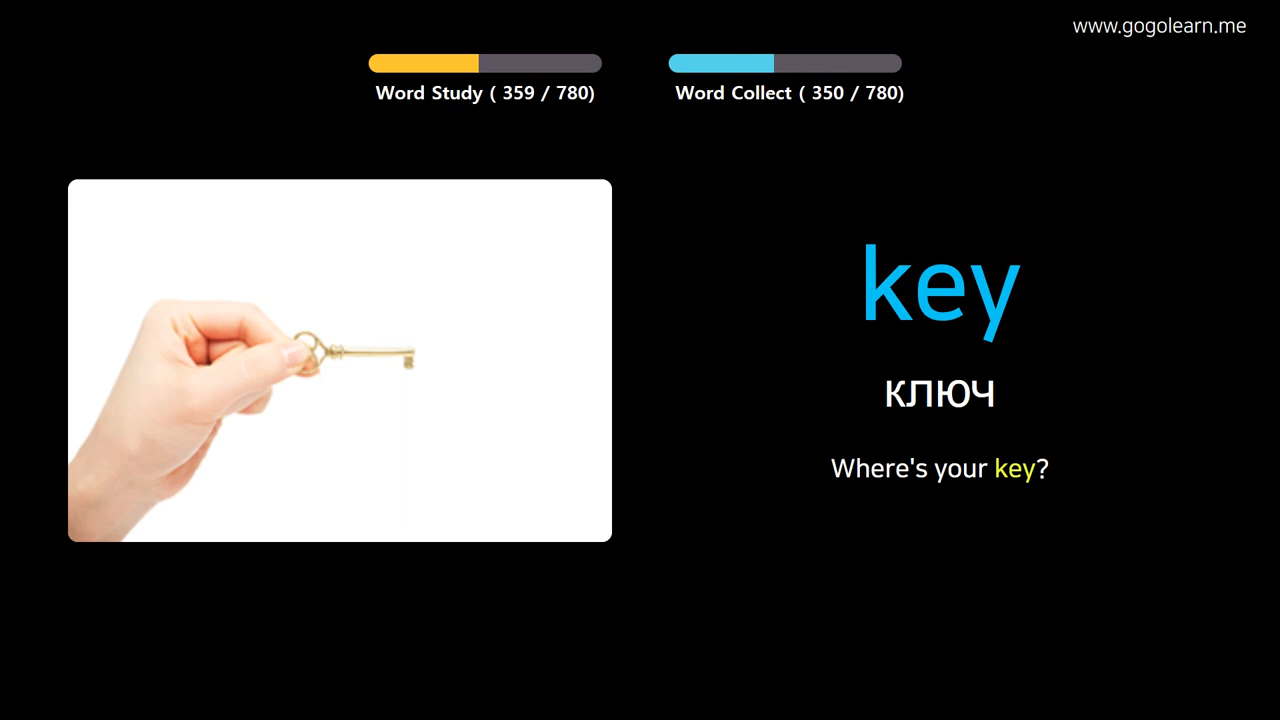 www.gogolearn.me
Word Study ( 359 / 780)
Word Collect ( 350 / 780)
key
ключ
Where's your key?